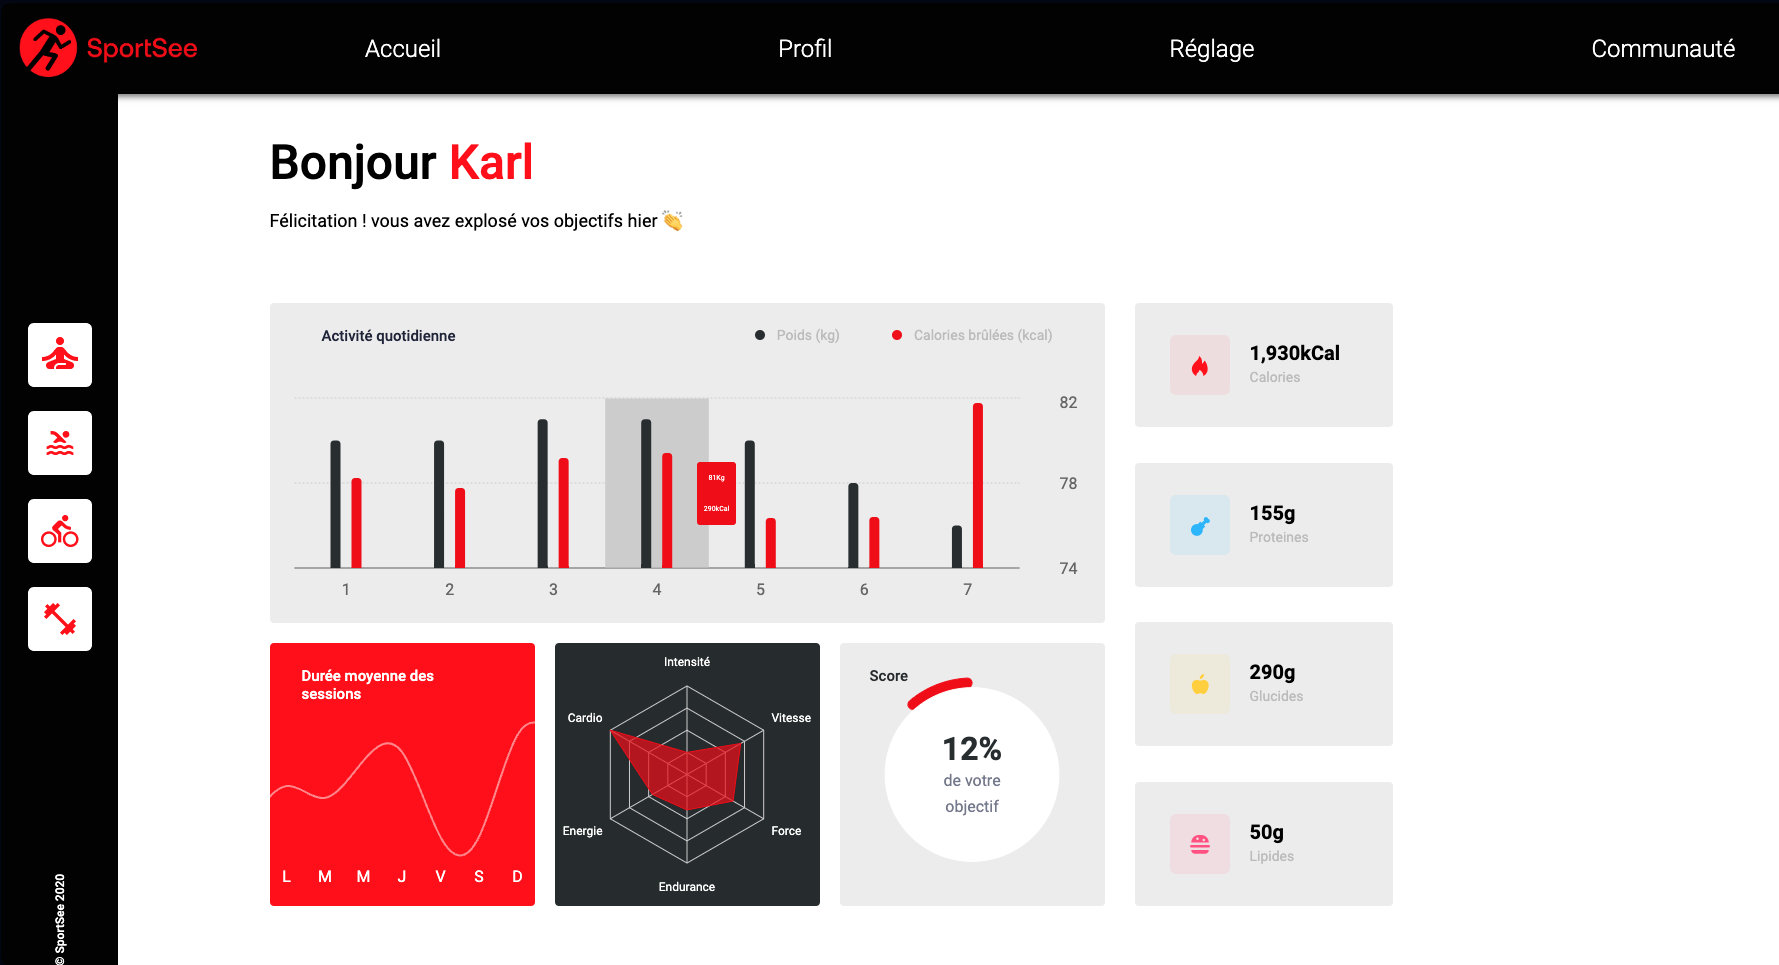 SportSee
Accueil
Profil
Réglage
Communauté
Bonjour Karl
Félicitation ! vous avez explosé vos objectifs hier 👏
Activité quotidienne
Poids (kg)
Calories brûlées (kcal)
82
78
74
81Kg
290kCal
1
2
3
4
5
6
7
1,930kCal
Calories
155g
Proteines
290g
Glucides
50g
Lipides
Durée moyenne des
sessions
L M M J V S D
Intensité
Vitesse
Force
Endurance
Energie
Cardio
Score
12%
de votre
objectif
© SportSee 2020